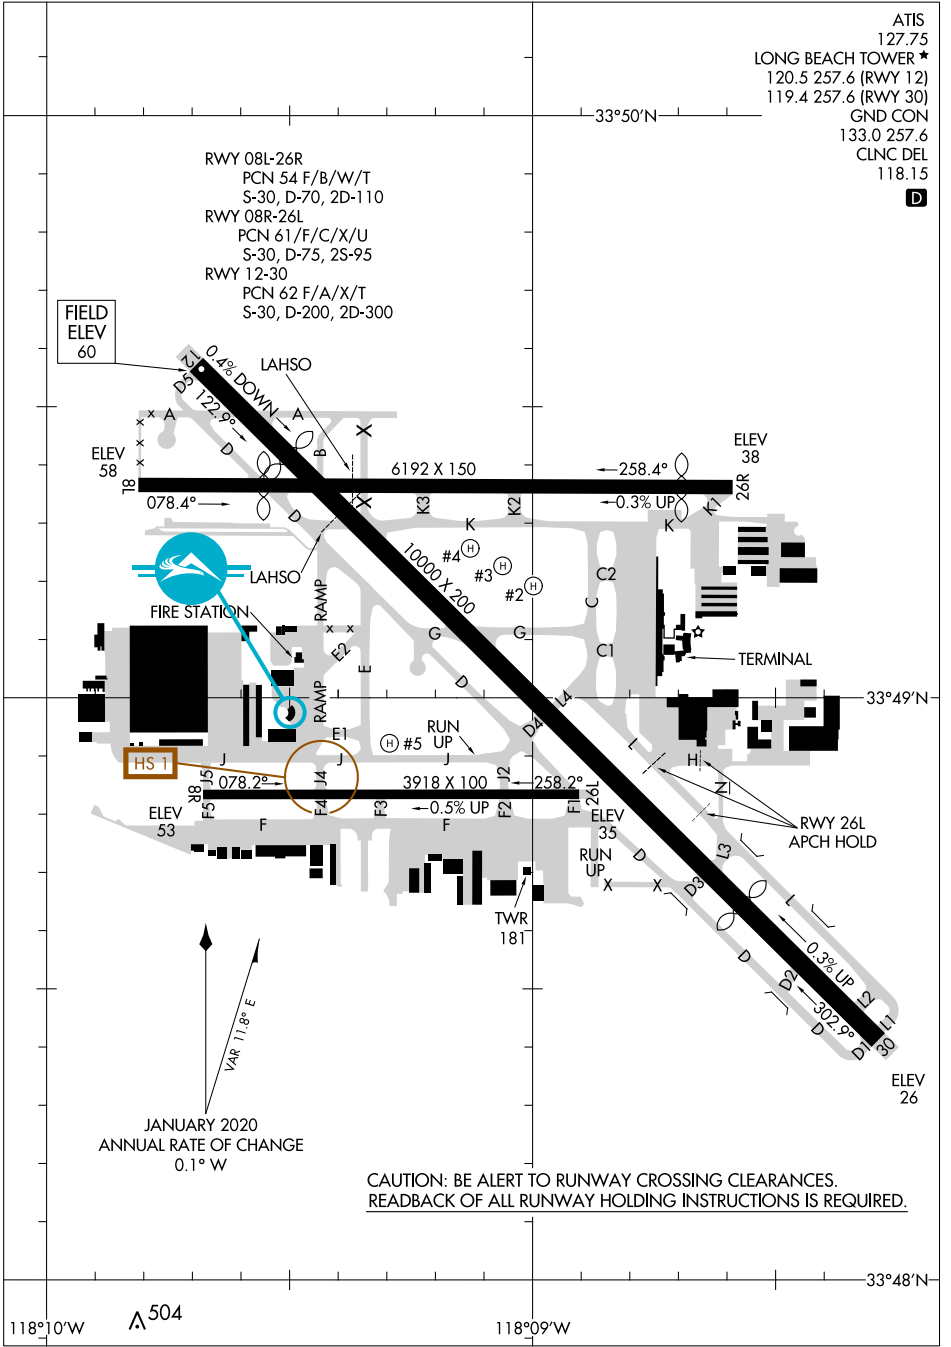 ATIS
127.75
LONG BEACH TOWER ★
120.5 257.6 (RWY 12)
119.4 257.6 (RWY 30)
GND CON
133.0 257.6
CLNC DEL
118.15
D
33°50'N
RWY 08L-26R
PCN 54 F/B/W/T
S-30, D-70, 2D-110
RWY 08R-26L
PCN 61/F/C/X/U
S-30, D-75, 2S-95
RWY 12-30
PCN 62 F/A/X/T
S-30, D-200, 2D-300
FIELD
ELEV
60
12
D5
0.4% DOWN
122.9°
LAHSO
A
A
X
X
X
X
B
X
D
ELEV
58
8L
6192 X 150
258.4°
ELEV
38
26R
078.4°
X
D
K3
K2
0.3% UP
K1
K
K
LAHSO
#4 H
#3 H
#2 H
10000 X 200
C2
C
C1
FIRE STATION
RAMP
X X
E2
E
G
G
D
TERMINAL
RAMP
L4
33°49'N
D4
E1
H #5
RUN
UP
L
HS 1
J
J
J
H
J5
078.2°
J4
3918 X 100
J2
258.2°
N
8R
F5
F4
F3
0.5% UP
F2
F1
26L
ELEV
53
F
F
ELEV
35
RWY 26L
APCH HOLD
RUN
UP
D
L3
X X
D3
L
TWR
181
D
0.3% UP
D2
302.9°
L2
L1
D
D1
30
ELEV
26
VAR 11.8° E
JANUARY 2020
ANNUAL RATE OF CHANGE
0.1° W
CAUTION: BE ALERT TO RUNWAY CROSSING CLEARANCES.
READBACK OF ALL RUNWAY HOLDING INSTRUCTIONS IS REQUIRED.
33°48'N
504
118°10'W
118°09'W